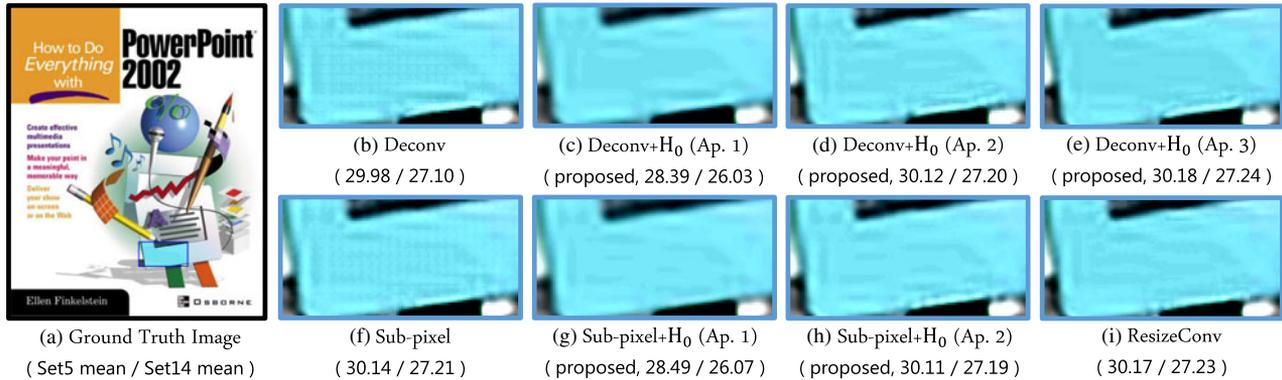 How to Do
Everything
with
PowerPoint
2002
Create effective
multimedia
presentations
Make your point in
a meaningful,
memorable way
Deliver
your show
on-screen
or on the Web
Ellen Finkelstein
OSBORNE
(a) Ground Truth Image
( Set5 mean / Set14 mean )
(b) Deconv
( 29.98 / 27.10 )
(c) Deconv+H₀ (Ap. 1)
( proposed, 28.39 / 26.03 )
(d) Deconv+H₀ (Ap. 2)
( proposed, 30.12 / 27.20 )
(e) Deconv+H₀ (Ap. 3)
( proposed, 30.18 / 27.24 )
(f) Sub-pixel
( 30.14 / 27.21 )
(g) Sub-pixel+H₀ (Ap. 1)
( proposed, 28.49 / 26.07 )
(h) Sub-pixel+H₀ (Ap. 2)
( proposed, 30.11 / 27.19 )
(i) ResizeConv
( 30.17 / 27.23 )